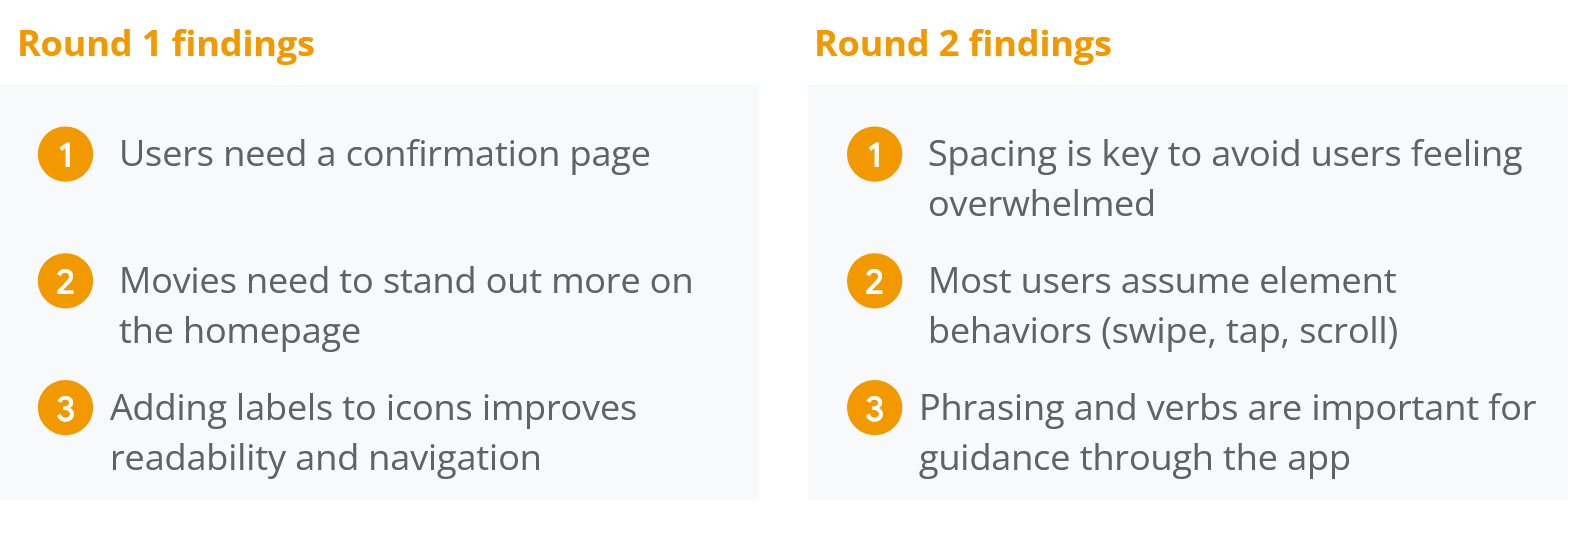 Round 1 findings
1 Users need a confirmation page
2 Movies need to stand out more on
the homepage
3 Adding labels to icons improves
readability and navigation
Round 2 findings
1 Spacing is key to avoid users feeling
overwhelmed
2 Most users assume element
behaviors (swipe, tap, scroll)
3 Phrasing and verbs are important for
guidance through the app